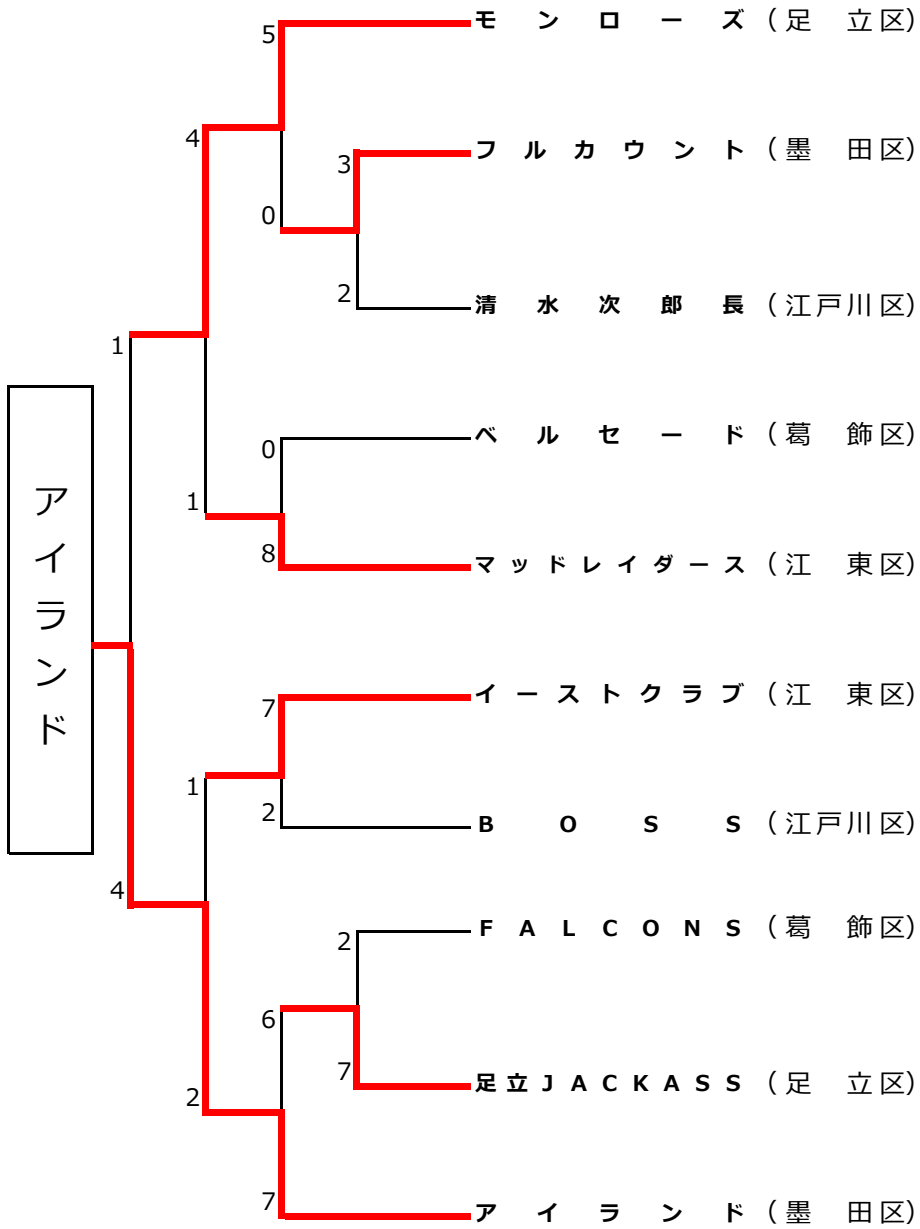 5
モンローズ（足 立区）
4
3
フルカウント（墨 田区）
0
2
清水次郎長（江戸川区）
1
0
ベルセード（葛 飾区）
1
8
マッドレイダース（江 東区）
アイランド
7
イーストクラブ（江 東区）
1
2
BOSS（江戸川区）
4
2
FALCONS（葛 飾区）
6
7
足立JACKASS（足 立区）
2
7
アイランド（墨 田区）